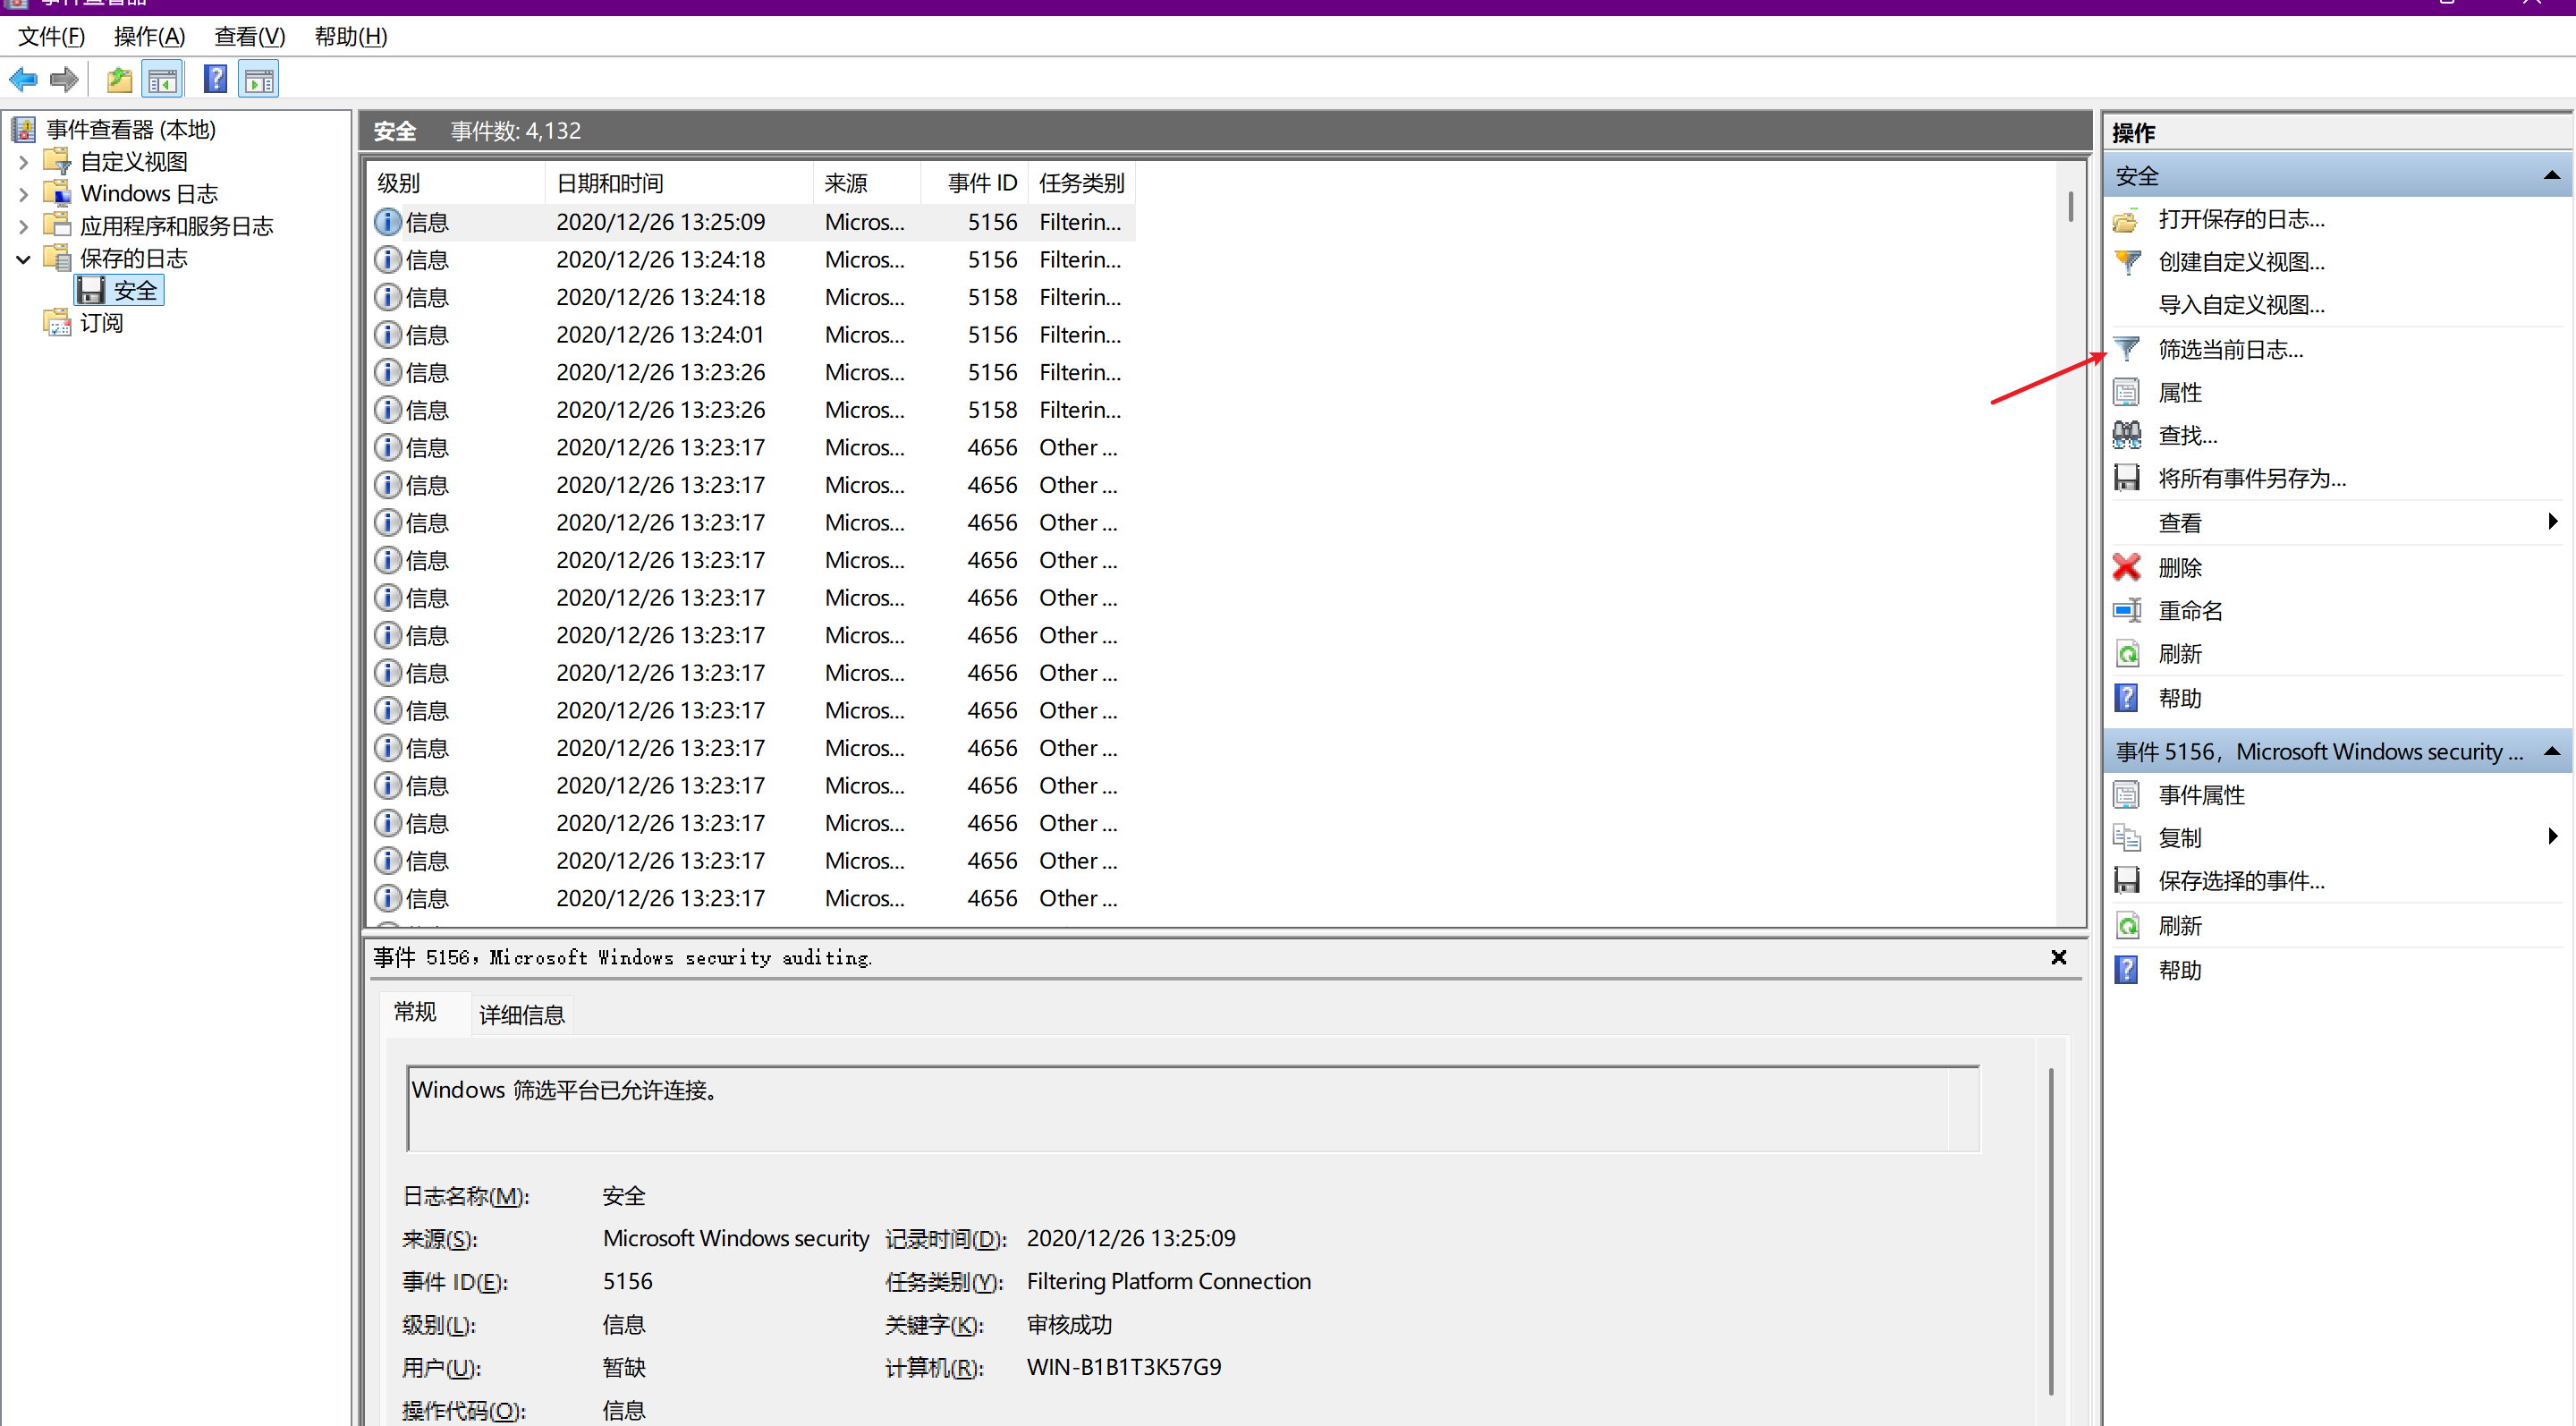 事件查看器
文件(F) 操作(A) 查看(V) 帮助(H)
事件查看器 (本地)
自定义视图
Windows 日志
应用程序和服务日志
保存的日志
安全
订阅
安全 事件数: 4,132
级别 日期和时间 来源 事件 ID 任务类别
信息 2020/12/26 13:25:09 Micros... 5156 Filterin...
信息 2020/12/26 13:24:18 Micros... 5156 Filterin...
信息 2020/12/26 13:24:18 Micros... 5158 Filterin...
信息 2020/12/26 13:24:01 Micros... 5156 Filterin...
信息 2020/12/26 13:23:26 Micros... 5156 Filterin...
信息 2020/12/26 13:23:26 Micros... 5158 Filterin...
信息 2020/12/26 13:23:17 Micros... 4656 Other ...
信息 2020/12/26 13:23:17 Micros... 4656 Other ...
信息 2020/12/26 13:23:17 Micros... 4656 Other ...
信息 2020/12/26 13:23:17 Micros... 4656 Other ...
信息 2020/12/26 13:23:17 Micros... 4656 Other ...
信息 2020/12/26 13:23:17 Micros... 4656 Other ...
信息 2020/12/26 13:23:17 Micros... 4656 Other ...
信息 2020/12/26 13:23:17 Micros... 4656 Other ...
信息 2020/12/26 13:23:17 Micros... 4656 Other ...
信息 2020/12/26 13:23:17 Micros... 4656 Other ...
信息 2020/12/26 13:23:17 Micros... 4656 Other ...
信息 2020/12/26 13:23:17 Micros... 4656 Other ...
信息 2020/12/26 13:23:17 Micros... 4656 Other ...
事件 5156，Microsoft Windows security auditing.
常规 详细信息
Windows 筛选平台已允许连接。
日志名称(M): 安全
来源(S): Microsoft Windows security 记录时间(D): 2020/12/26 13:25:09
事件 ID(E): 5156 任务类别(Y): Filtering Platform Connection
级别(L): 信息 关键字(K): 审核成功
用户(U): 暂缺 计算机(R): WIN-B1B1T3K57G9
操作代码(O): 信息
操作
安全
打开保存的日志...
创建自定义视图...
导入自定义视图...
筛选当前日志...
属性
查找...
将所有事件另存为...
查看
删除
重命名
刷新
帮助
事件 5156，Microsoft Windows security ...
事件属性
复制
保存选择的事件...
刷新
帮助